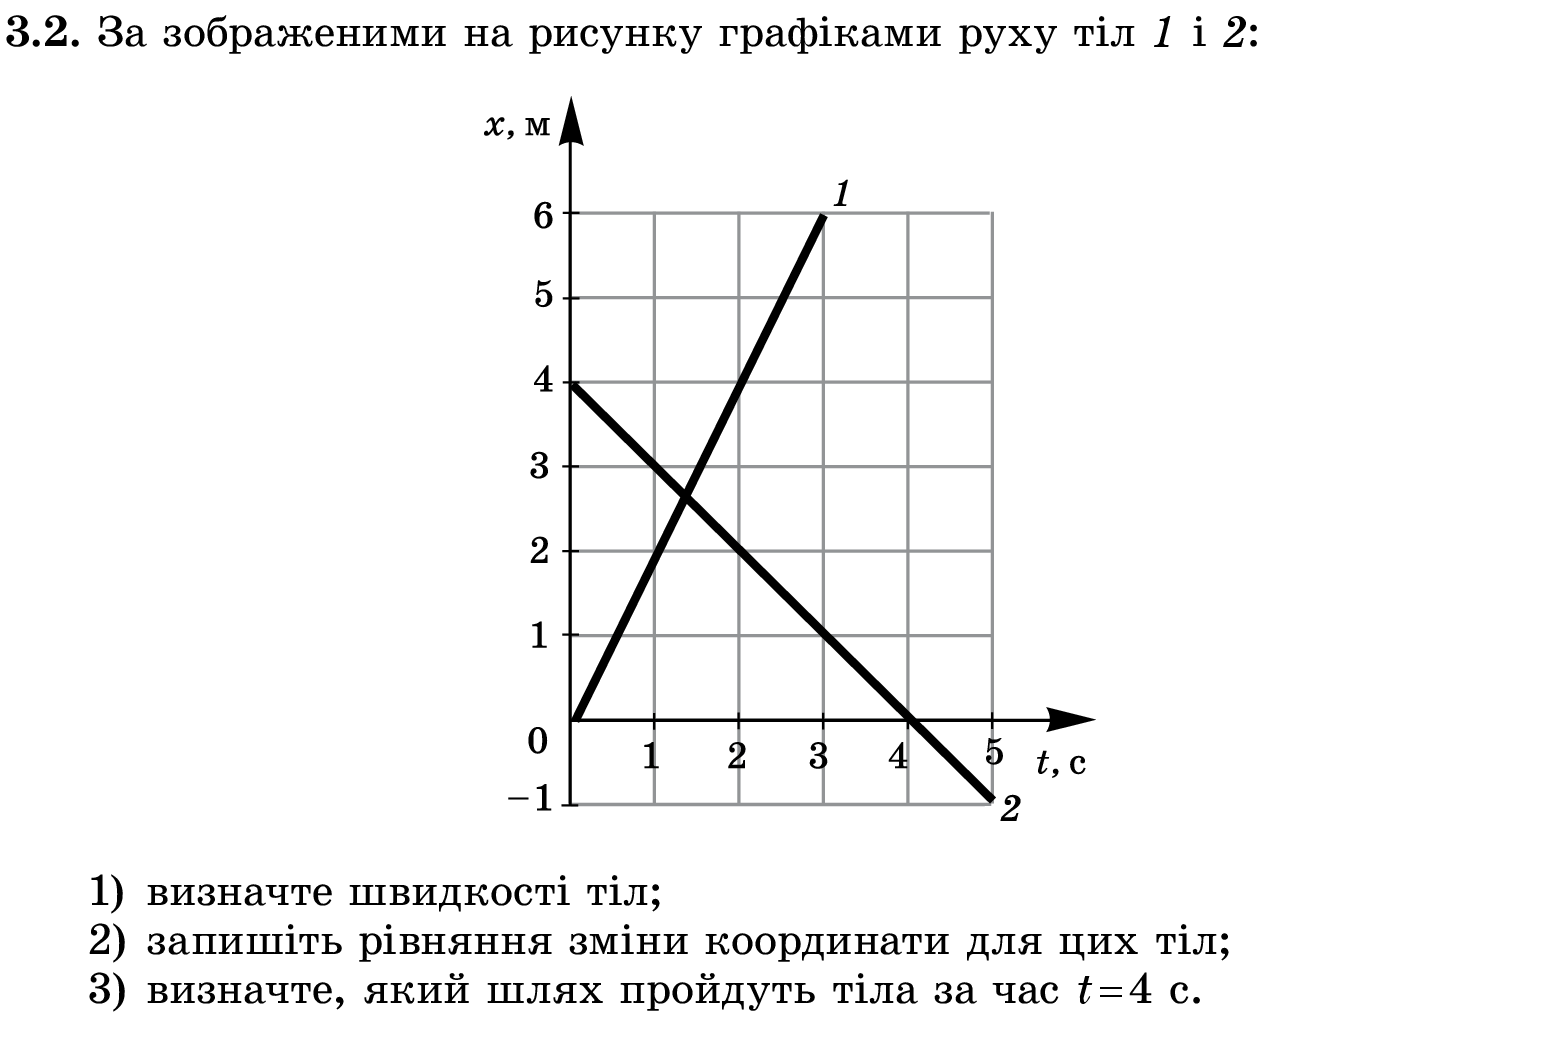 3.2. За зображеними на рисунку графіками руху тіл 1 і 2:
x, м
1
6
5
4
3
2
1
0
1 2 3 4 5
t, с
–1
2
1) визначте швидкості тіл;
2) запишіть рівняння зміни координати для цих тіл;
3) визначте, який шлях пройдуть тіла за час t=4 с.